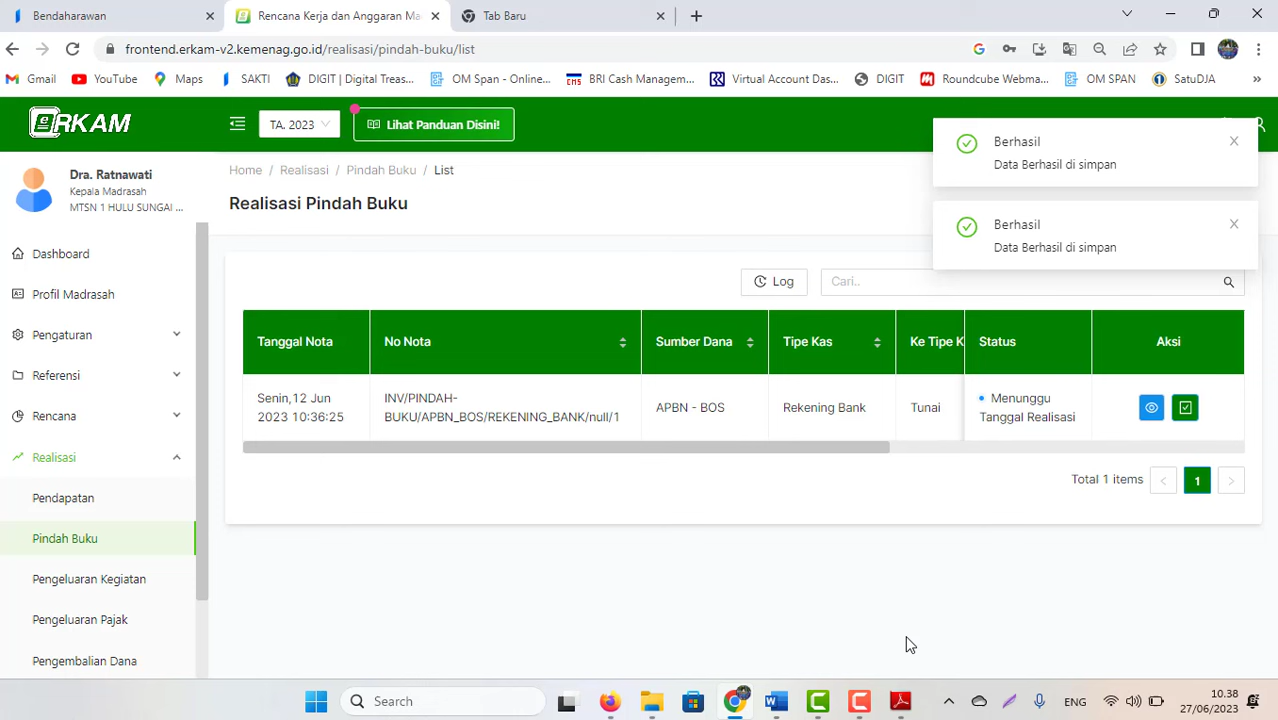 Bendaharawan
Rencana Kerja dan Anggaran Ma
Tab Baru
frontend.erkam-v2.kemenag.go.id/realisasi/pindah-buku/list
Gmail
YouTube
Maps
SAKTI
DIGIT | Digital Treas...
OM Span - Online...
CMS
BRI Cash Managem...
Virtual Account Das...
DIGIT
Roundcube Webma...
OM SPAN
SatuDJA
»
eRKAM
TA. 2023
Lihat Panduan Disini!
Berhasil
Data Berhasil di simpan
Berhasil
Data Berhasil di simpan
Dra. Ratnawati
Kepala Madrasah
MTSN 1 HULU SUNGAI ...
Home / Realisasi / Pindah Buku / List
Realisasi Pindah Buku
Dashboard
Profil Madrasah
Pengaturan
Referensi
Rencana
Realisasi
Pendapatan
Pindah Buku
Pengeluaran Kegiatan
Pengeluaran Pajak
Pengembalian Dana
Log
Cari..
Tanggal Nota
No Nota
Sumber Dana
Tipe Kas
Ke Tipe K
Status
Aksi
Senin,12 Jun
2023 10:36:25
INV/PINDAH-
BUKU/APBN_BOS/REKENING_BANK/null/1
APBN - BOS
Rekening Bank
Tunai
Menunggu
Tanggal Realisasi
Total 1 items
<
1
>
Search
ENG
10.38
27/06/2023